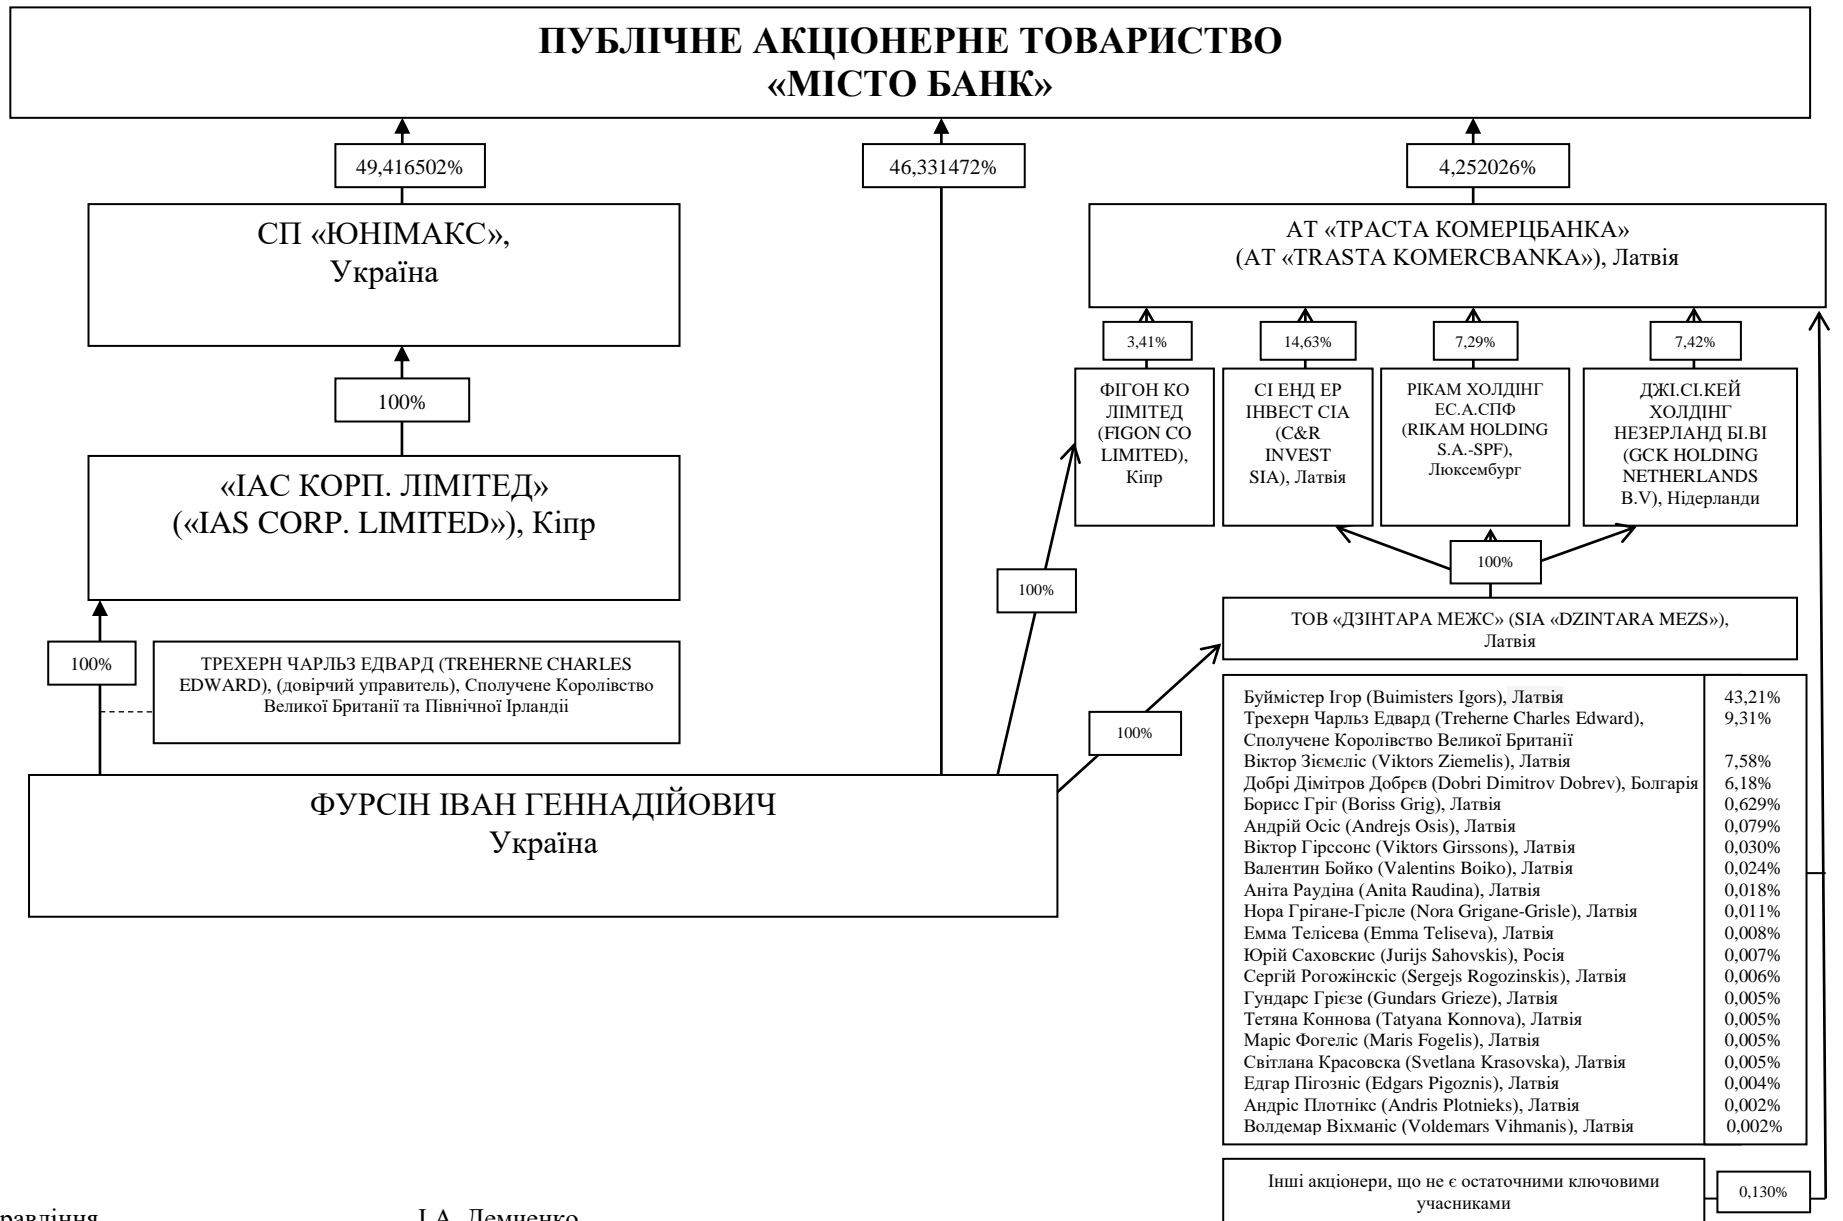 ПУБЛІЧНЕ АКЦІОНЕРНЕ ТОВАРИСТВО
«МІСТО БАНК»
49,416502%
46,331472%
4,252026%
СП «ЮНІМАКС»,
Україна
АТ «ТРАСТА КОМЕРЦБАНКА»
(АТ «TRASTA KOMERCBANKA»), Латвія
3,41%
14,63%
7,29%
7,42%
100%
ФІГОН КО
ЛІМІТЕД
(FIGON CO
LIMITED),
Кіпр
СІ ЕНД ЕР
ІНВЕСТ СІА
(C&R
INVEST
SIA), Латвія
РІКАМ ХОЛДІНГ
ЕС.А.СПФ
(RIKAM HOLDING
S.A.-SPF),
Люксембург
ДЖІ.СІ.КЕЙ
ХОЛДІНГ
НЕЗЕРЛАНД БІ.ВІ
(GCK HOLDING
NETHERLANDS
B.V), Нідерланди
«ІАС КОРП. ЛІМІТЕД»
(«IAS CORP. LIMITED»), Кіпр
100%
100%
ТОВ «ДЗІНТАРА МЕЖС» (SIA «DZINTARA MEZS»),
Латвія
100%
ТРЕХЕРН ЧАРЛЬЗ ЕДВАРД (TREHERNE CHARLES
EDWARD), (довірчий управитель), Сполучене Королівство
Великої Британії та Північної Ірландії
100%
ФУРСІН ІВАН ГЕННАДІЙОВИЧ
Україна
Буймістер Ігор (Buimisters Igors), Латвія 43,21%
Трехерн Чарльз Едвард (Treherne Charles Edward), 9,31%
Сполучене Королівство Великої Британії
Віктор Зіємєліс (Viktors Ziemelis), Латвія 7,58%
Добрі Дімітров Добрєв (Dobri Dimitrov Dobrev), Болгарія 6,18%
Борисс Гріг (Boriss Grig), Латвія 0,629%
Андрій Осіс (Andrejs Osis), Латвія 0,079%
Віктор Гірссонс (Viktors Girssons), Латвія 0,030%
Валентин Бойко (Valentins Boiko), Латвія 0,024%
Аніта Раудіна (Anita Raudina), Латвія 0,018%
Нора Грігане-Грісле (Nora Grigane-Grisle), Латвія 0,011%
Емма Телісева (Emma Teliseva), Латвія 0,008%
Юрій Саховскис (Jurijs Sahovskis), Росія 0,007%
Сергій Рогожінскіс (Sergejs Rogozinskis), Латвія 0,006%
Гундарс Грієзе (Gundars Grieze), Латвія 0,005%
Тетяна Коннова (Tatyana Konnova), Латвія 0,005%
Маріс Фогеліс (Maris Fogelis), Латвія 0,005%
Світлана Красовска (Svetlana Krasovska), Латвія 0,005%
Едгар Пігозніс (Edgars Pigoznis), Латвія 0,004%
Андріс Плотнікс (Andris Plotnieks), Латвія 0,002%
Волдемар Віхманіс (Voldemars Vihmanis), Латвія 0,002%
Інші акціонери, що не є остаточними ключовими
учасниками
0,130%
І.А. Демченко